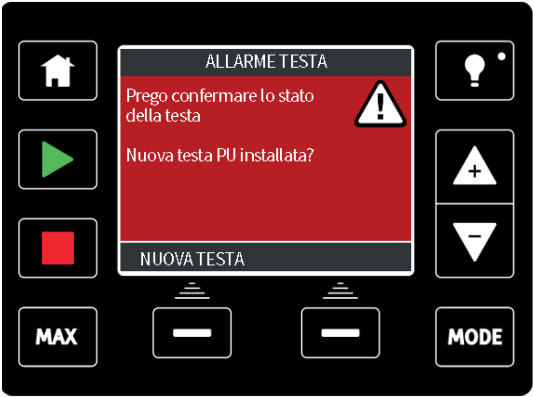 ALLARME TESTA
Prego confermare lo stato
della testa
Nuova testa PU installata?
NUOVA TESTA
MAX
MODE